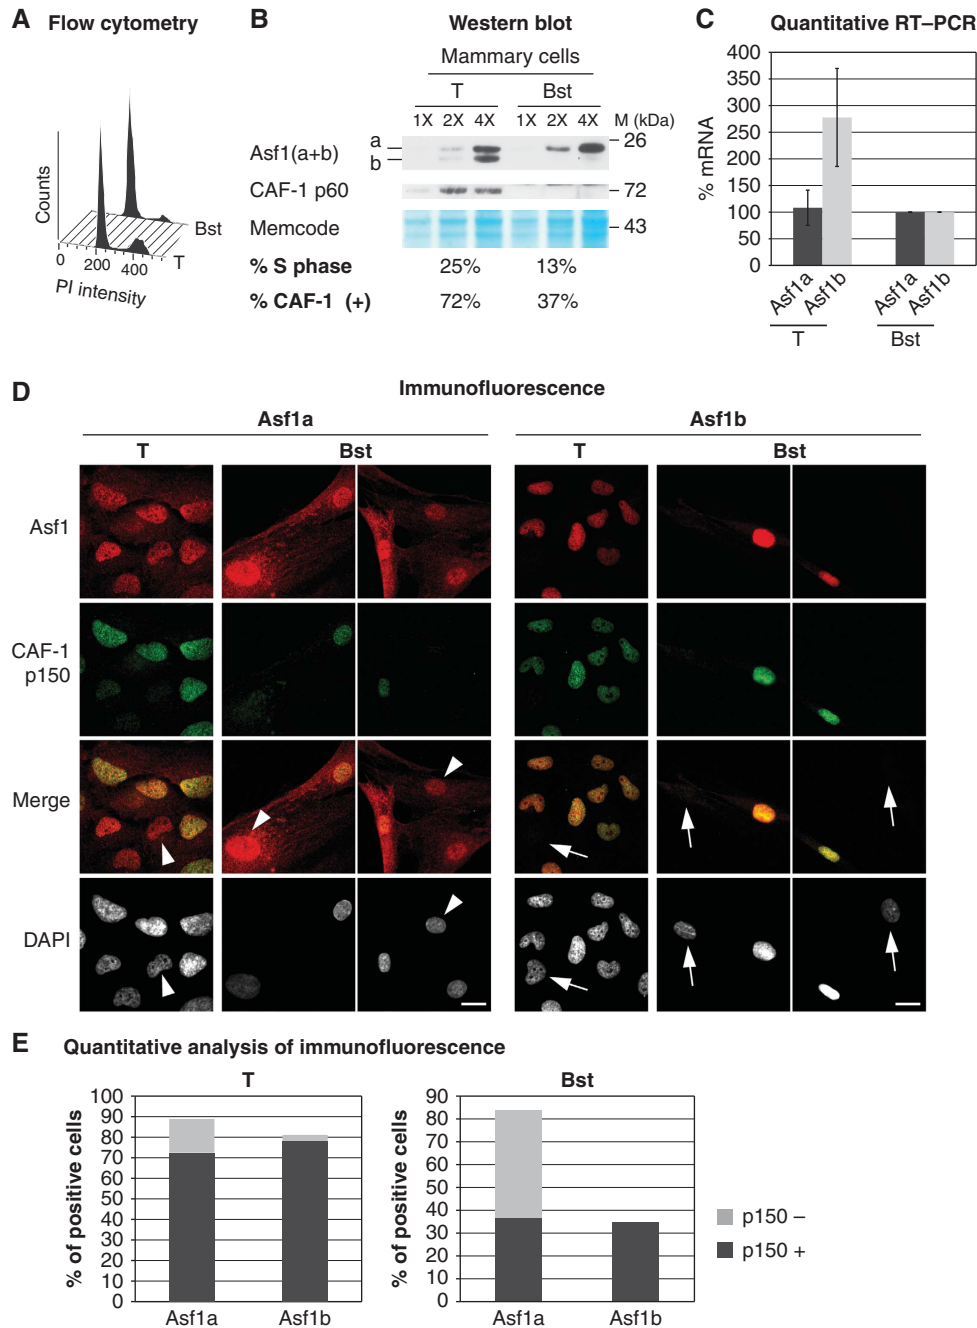 A Flow cytometry
Counts
0 200 400
PI intensity
Bst
T
B Western blot
Mammary cells
T Bst
1X 2X 4X 1X 2X 4X M (kDa)
Asf1(a+b) a b 26
CAF-1 p60 72
Memcode 43
% S phase 25% 13%
% CAF-1 (+) 72% 37%
C Quantitative RT–PCR
% mRNA
400
350
300
250
200
150
100
50
0
Asf1a Asf1b Asf1a Asf1b
T Bst
D Immunofluorescence
Asf1a Asf1b
T Bst T Bst
Asf1
CAF-1
p150
Merge
DAPI
E Quantitative analysis of immunofluorescence
T
% of positive cells
100
90
80
70
60
50
40
30
20
10
0
Asf1a Asf1b
Bst
% of positive cells
90
80
70
60
50
40
30
20
10
0
Asf1a Asf1b
p150 –
p150 +